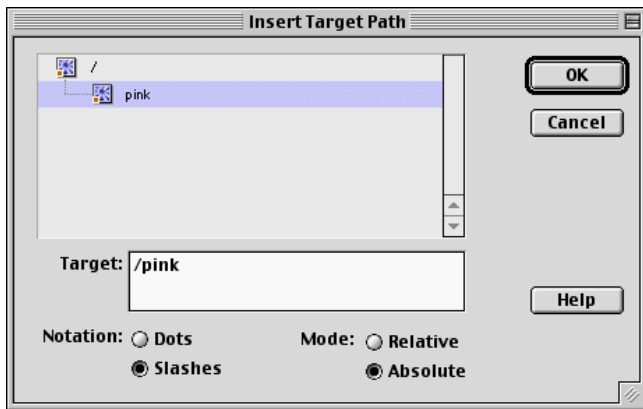 Insert Target Path
/
pink
OK
Cancel
Target: /pink
Help
Notation: Dots
Slashes
Mode: Relative
Absolute